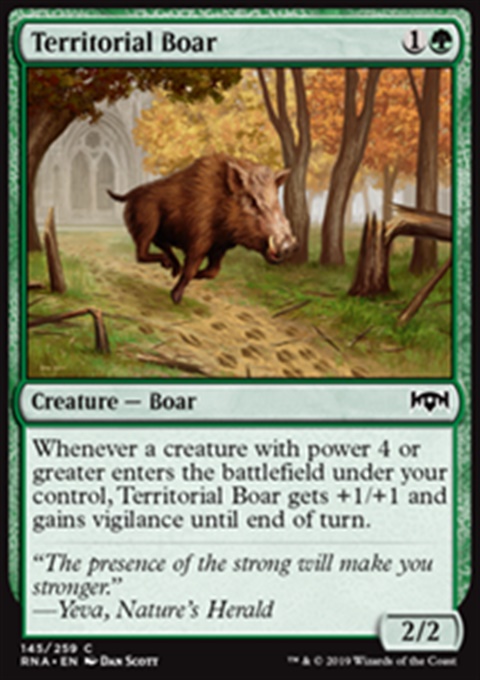 Territorial Boar 1
Creature — Boar
Whenever a creature with power 4 or
greater enters the battlefield under your
control, Territorial Boar gets +1/+1 and
gains vigilance until end of turn.
“The presence of the strong will make you
stronger.”
—Yeva, Nature’s Herald
2/2
145/259 C
RNA • EN Dan Scott
™ & © 2019 Wizards of the Coast